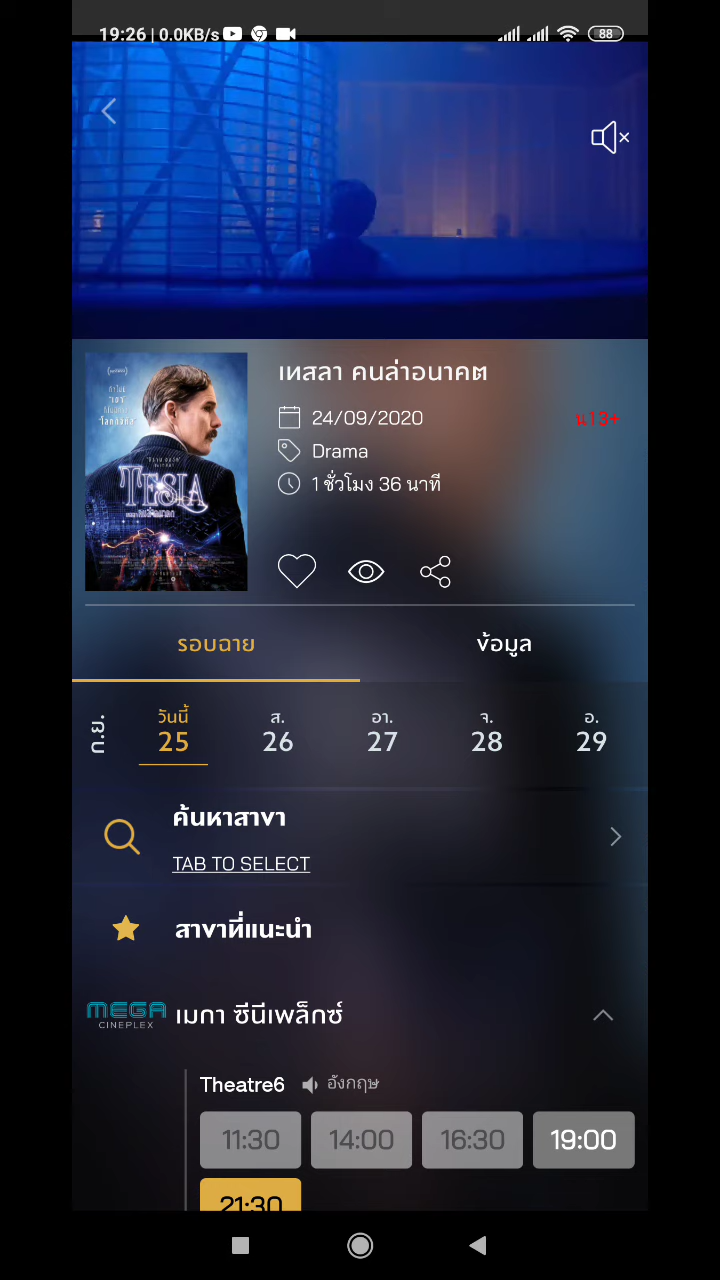 19:26 | 0.0KB/s 88
เทสลา คนล่าอนาคต
24/09/2020 น13+
Drama
1 ชั่วโมง 36 นาที
TESLA
รอบฉาย ข้อมูล
ก.ย. วันนี้ ส. อา. จ. อ.
25 26 27 28 29
ค้นหาสาขา
TAB TO SELECT
สาขาที่แนะนำ
MEGA CINEPLEX เมกา ซีนีเพล็กซ์
Theatre6 อังกฤษ
11:30 14:00 16:30 19:00
21:30